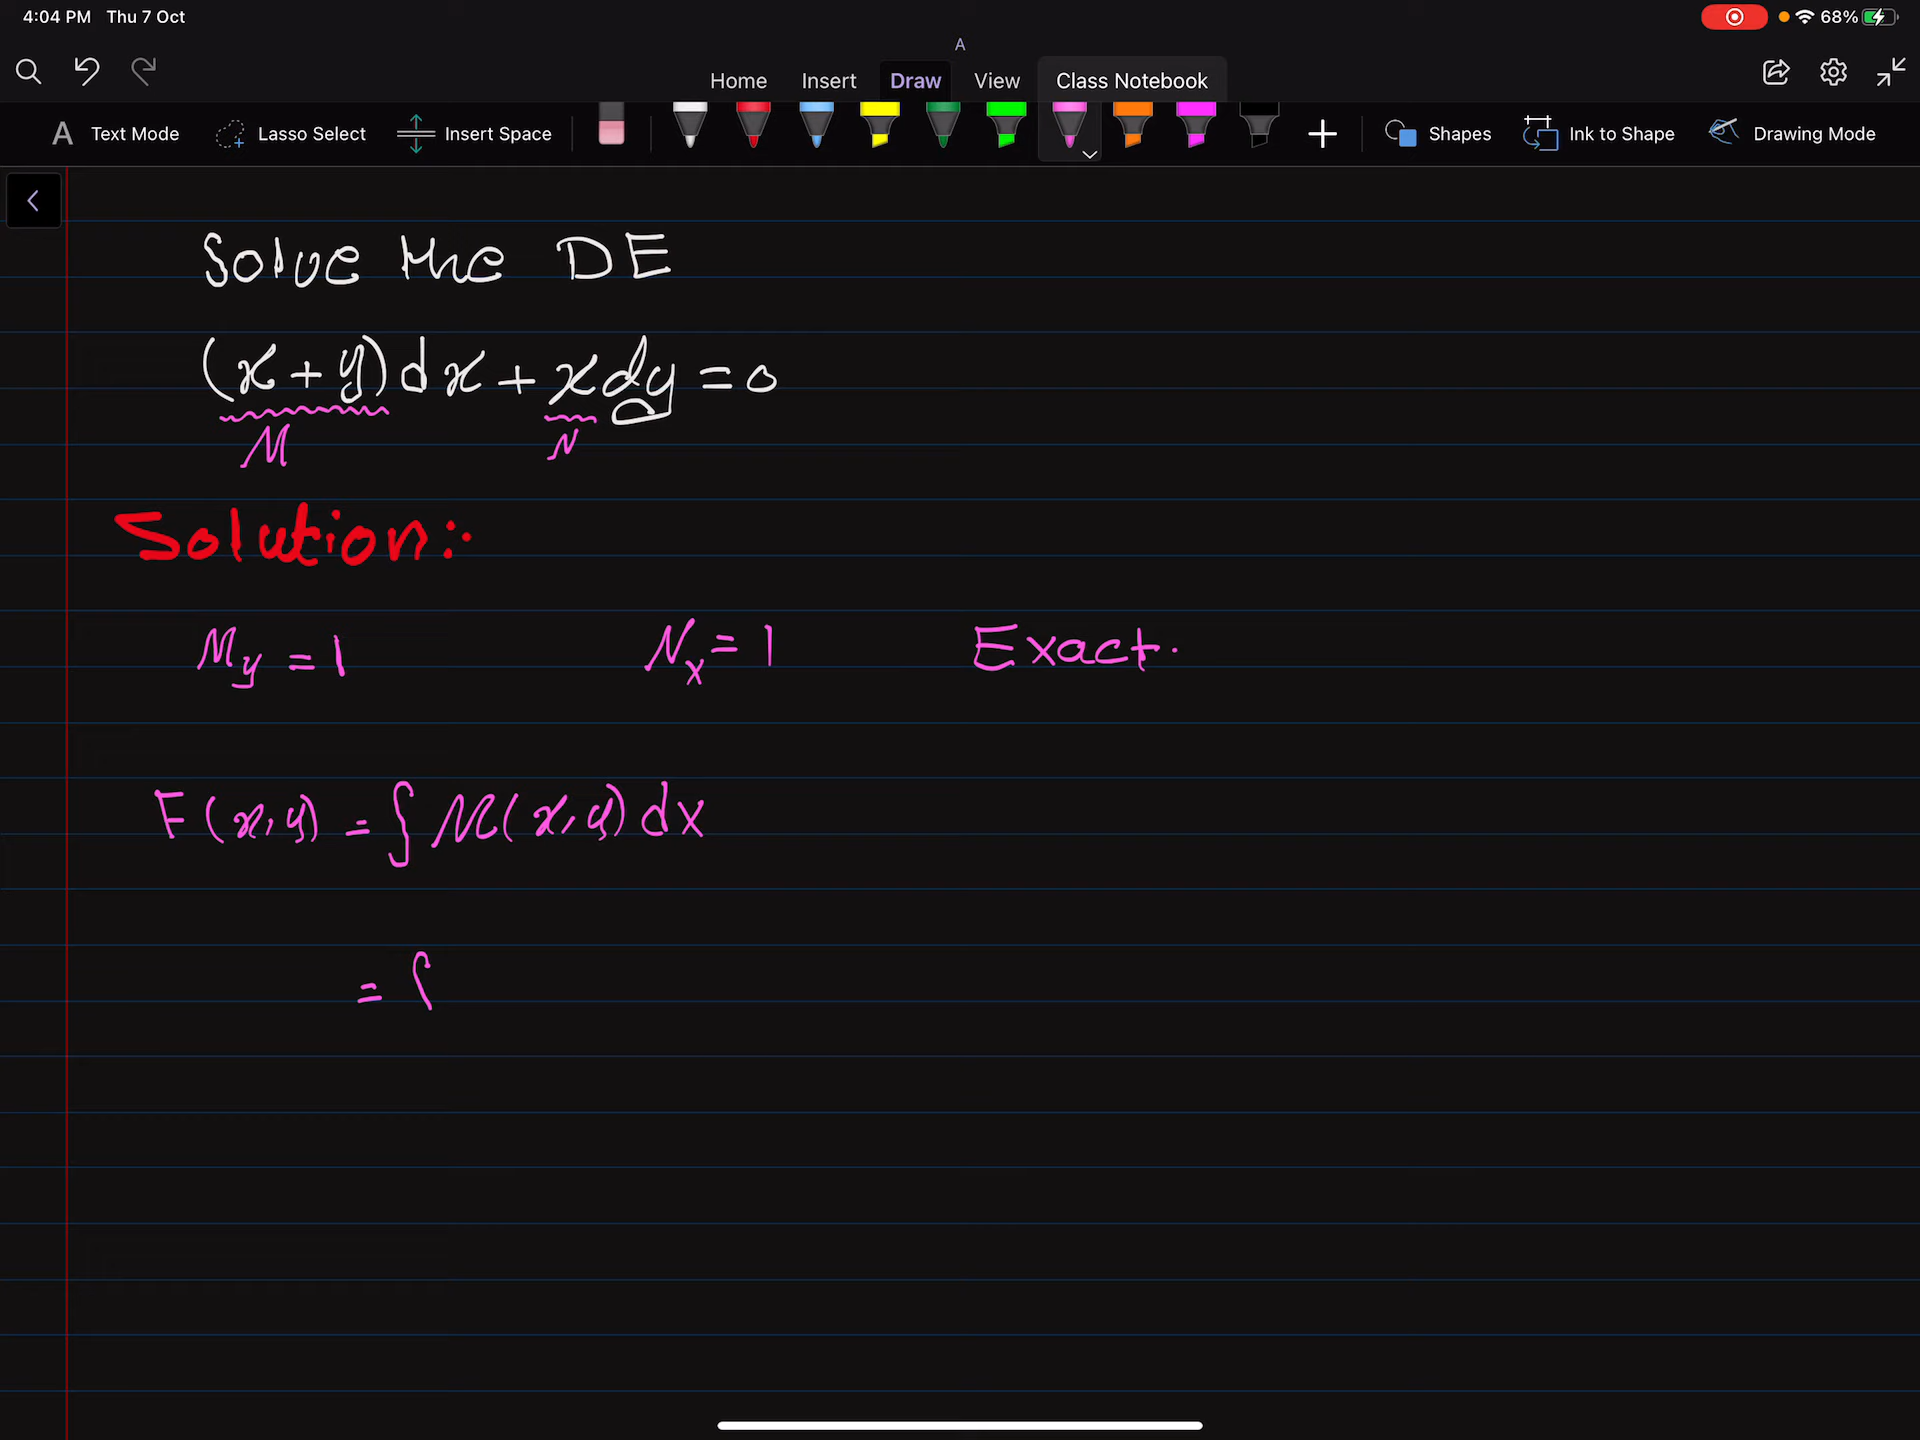 4:04 PM Thu 7 Oct
68%
A
Home Insert Draw View Class Notebook
A Text Mode Lasso Select Insert Space Shapes Ink to Shape Drawing Mode
Solve the DE
(x+y)dx+xdy=0
M N
Solution:
My=1 Nx=1 Exact.
F(x,y)=∫M(x,y)dx
=∫